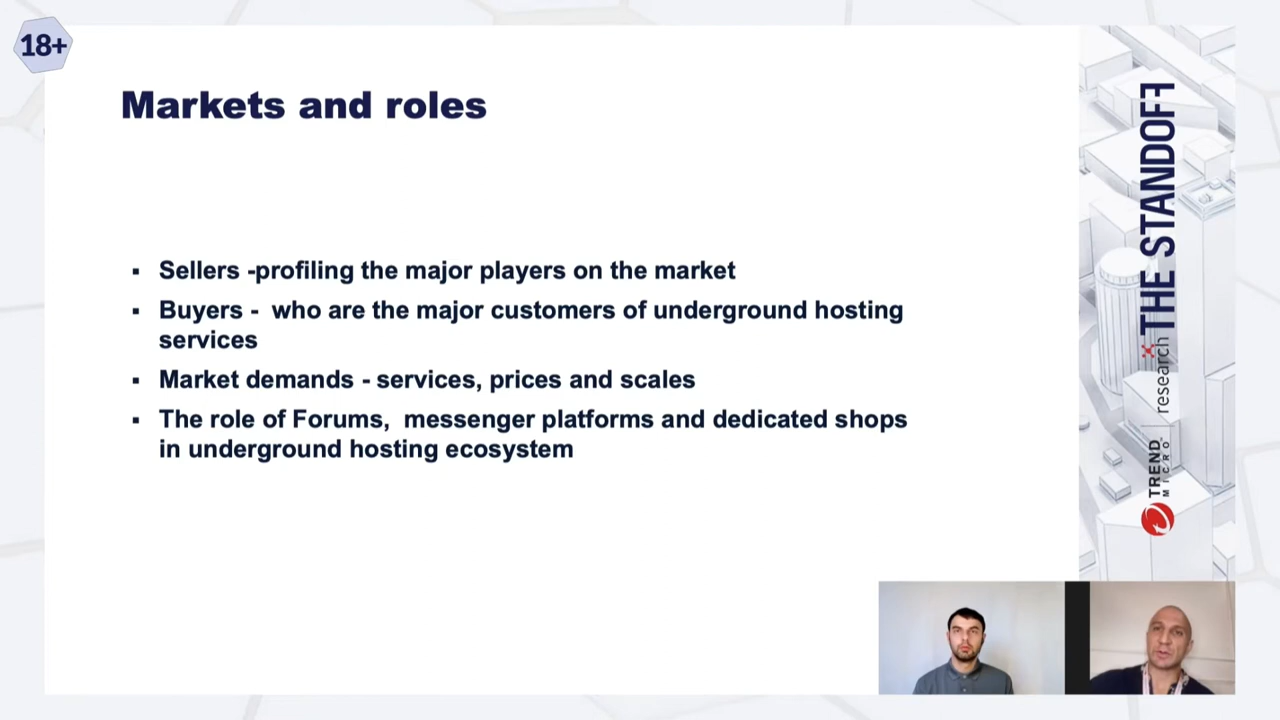 18+
Markets and roles
▪ Sellers -profiling the major players on the market
▪ Buyers -  who are the major customers of underground hosting
services
▪ Market demands - services, prices and scales
▪ The role of Forums,  messenger platforms and dedicated shops
in underground hosting ecosystem
THE STANDOFF
research
TREND
MICRO